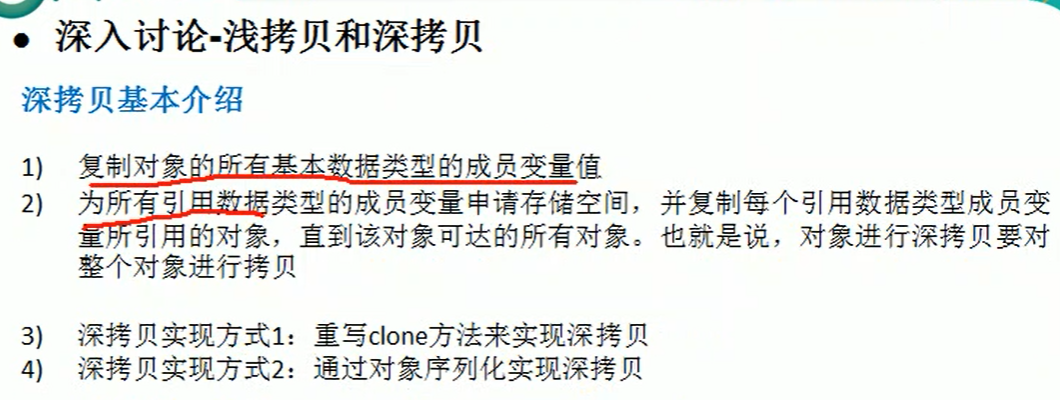 ● 深入讨论-浅拷贝和深拷贝
深拷贝基本介绍
1) 复制对象的所有基本数据类型的成员变量值
2) 为所有引用数据类型的成员变量申请存储空间，并复制每个引用数据类型成员变
量所引用的对象，直到该对象可达的所有对象。也就是说，对象进行深拷贝要对
整个对象进行拷贝
3) 深拷贝实现方式1：重写clone方法来实现深拷贝
4) 深拷贝实现方式2：通过对象序列化实现深拷贝